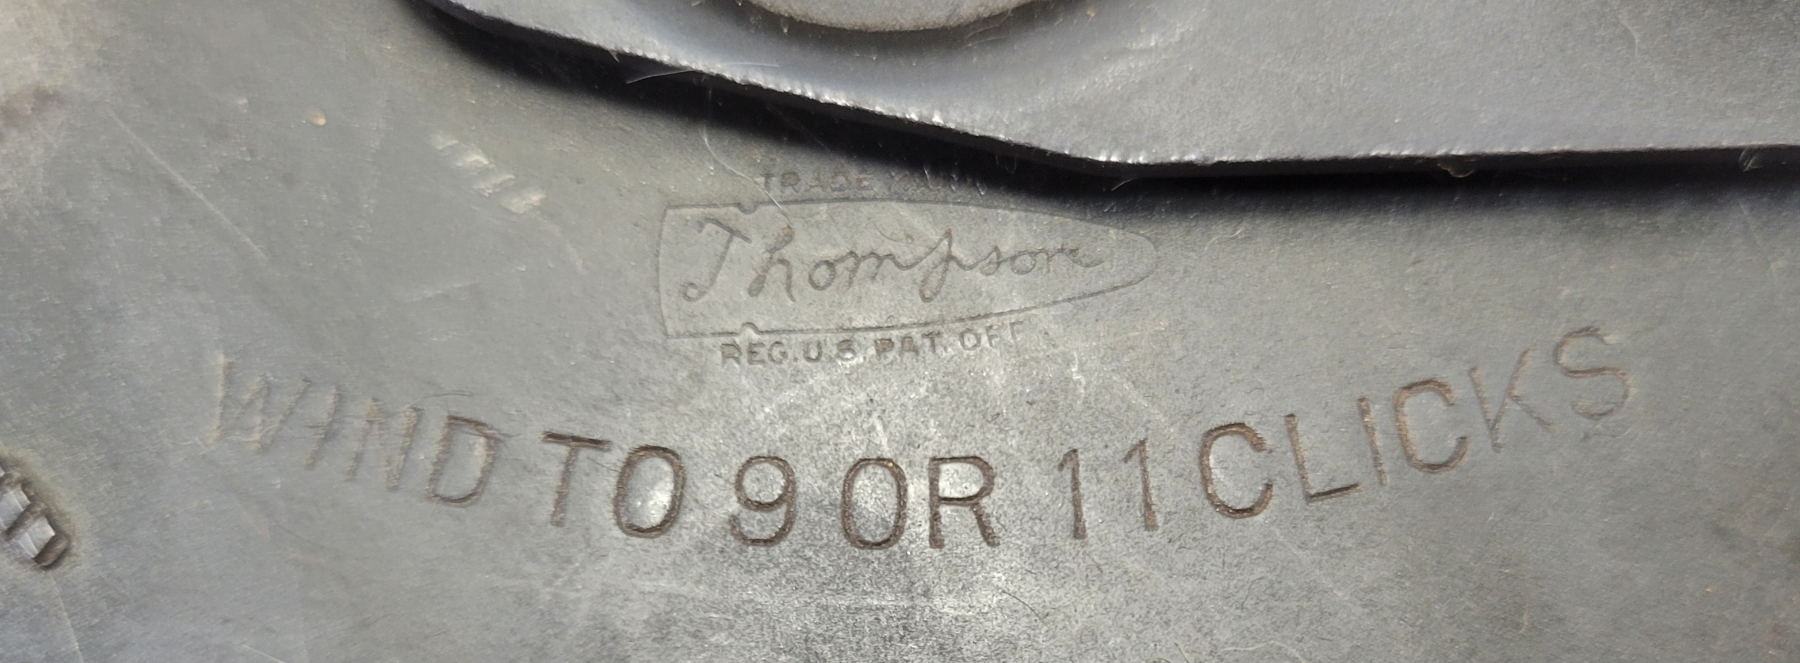 TRADE MARK
Thompson
REG. U.S. PAT. OFF.
WIND TO 9 OR 11 CLICKS